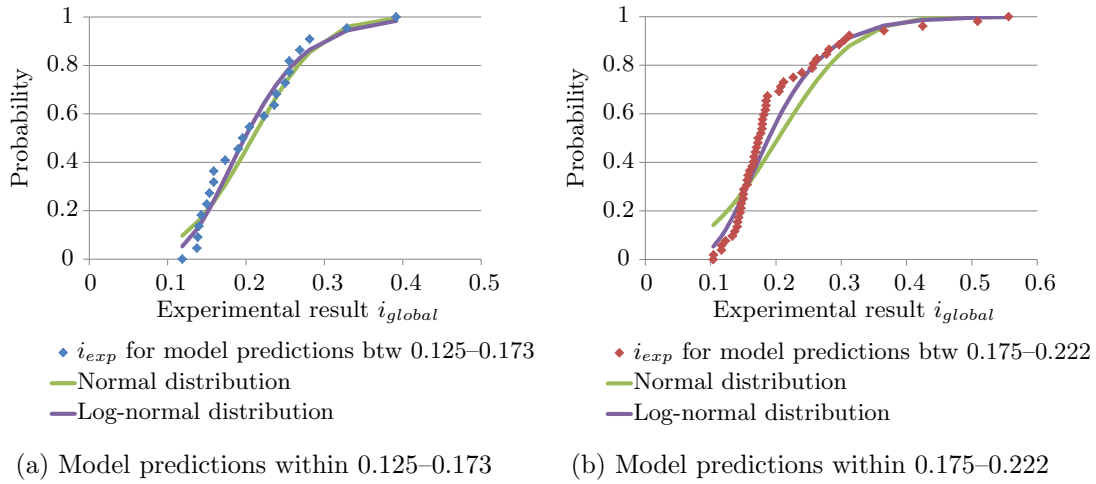 Probability
1
0.8
0.6
0.4
0.2
0
0 0.1 0.2 0.3 0.4 0.5
Experimental result i_global
i_exp for model predictions btw 0.125–0.173
Normal distribution
Log-normal distribution
(a) Model predictions within 0.125–0.173
Probability
1
0.8
0.6
0.4
0.2
0
0 0.1 0.2 0.3 0.4 0.5 0.6
Experimental result i_global
i_exp for model predictions btw 0.175–0.222
Normal distribution
Log-normal distribution
(b) Model predictions within 0.175–0.222